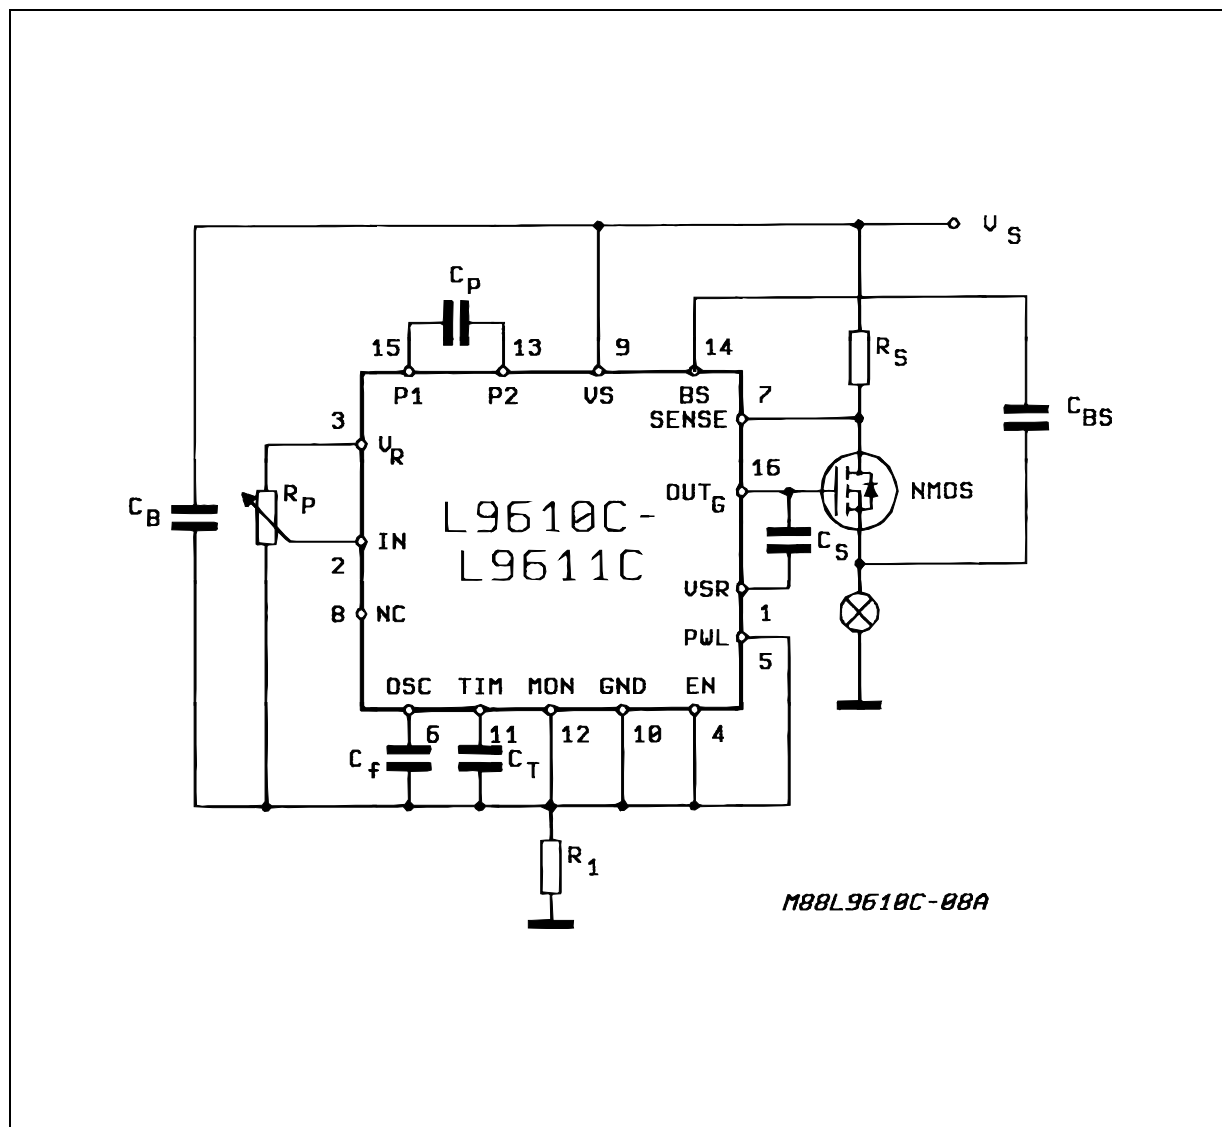 V S
C P
15
13
9
14
R S
P1
P2
VS
BS
7
SENSE
C BS
3
V R
16
OUT G
NMOS
R P
C B
L9610C-
L9611C
IN
2
C S
VSR
8
NC
1
PWL
5
OSC
TIM
MON
GND
EN
6
11
12
10
4
C f
C T
R 1
M88L9610C-08A